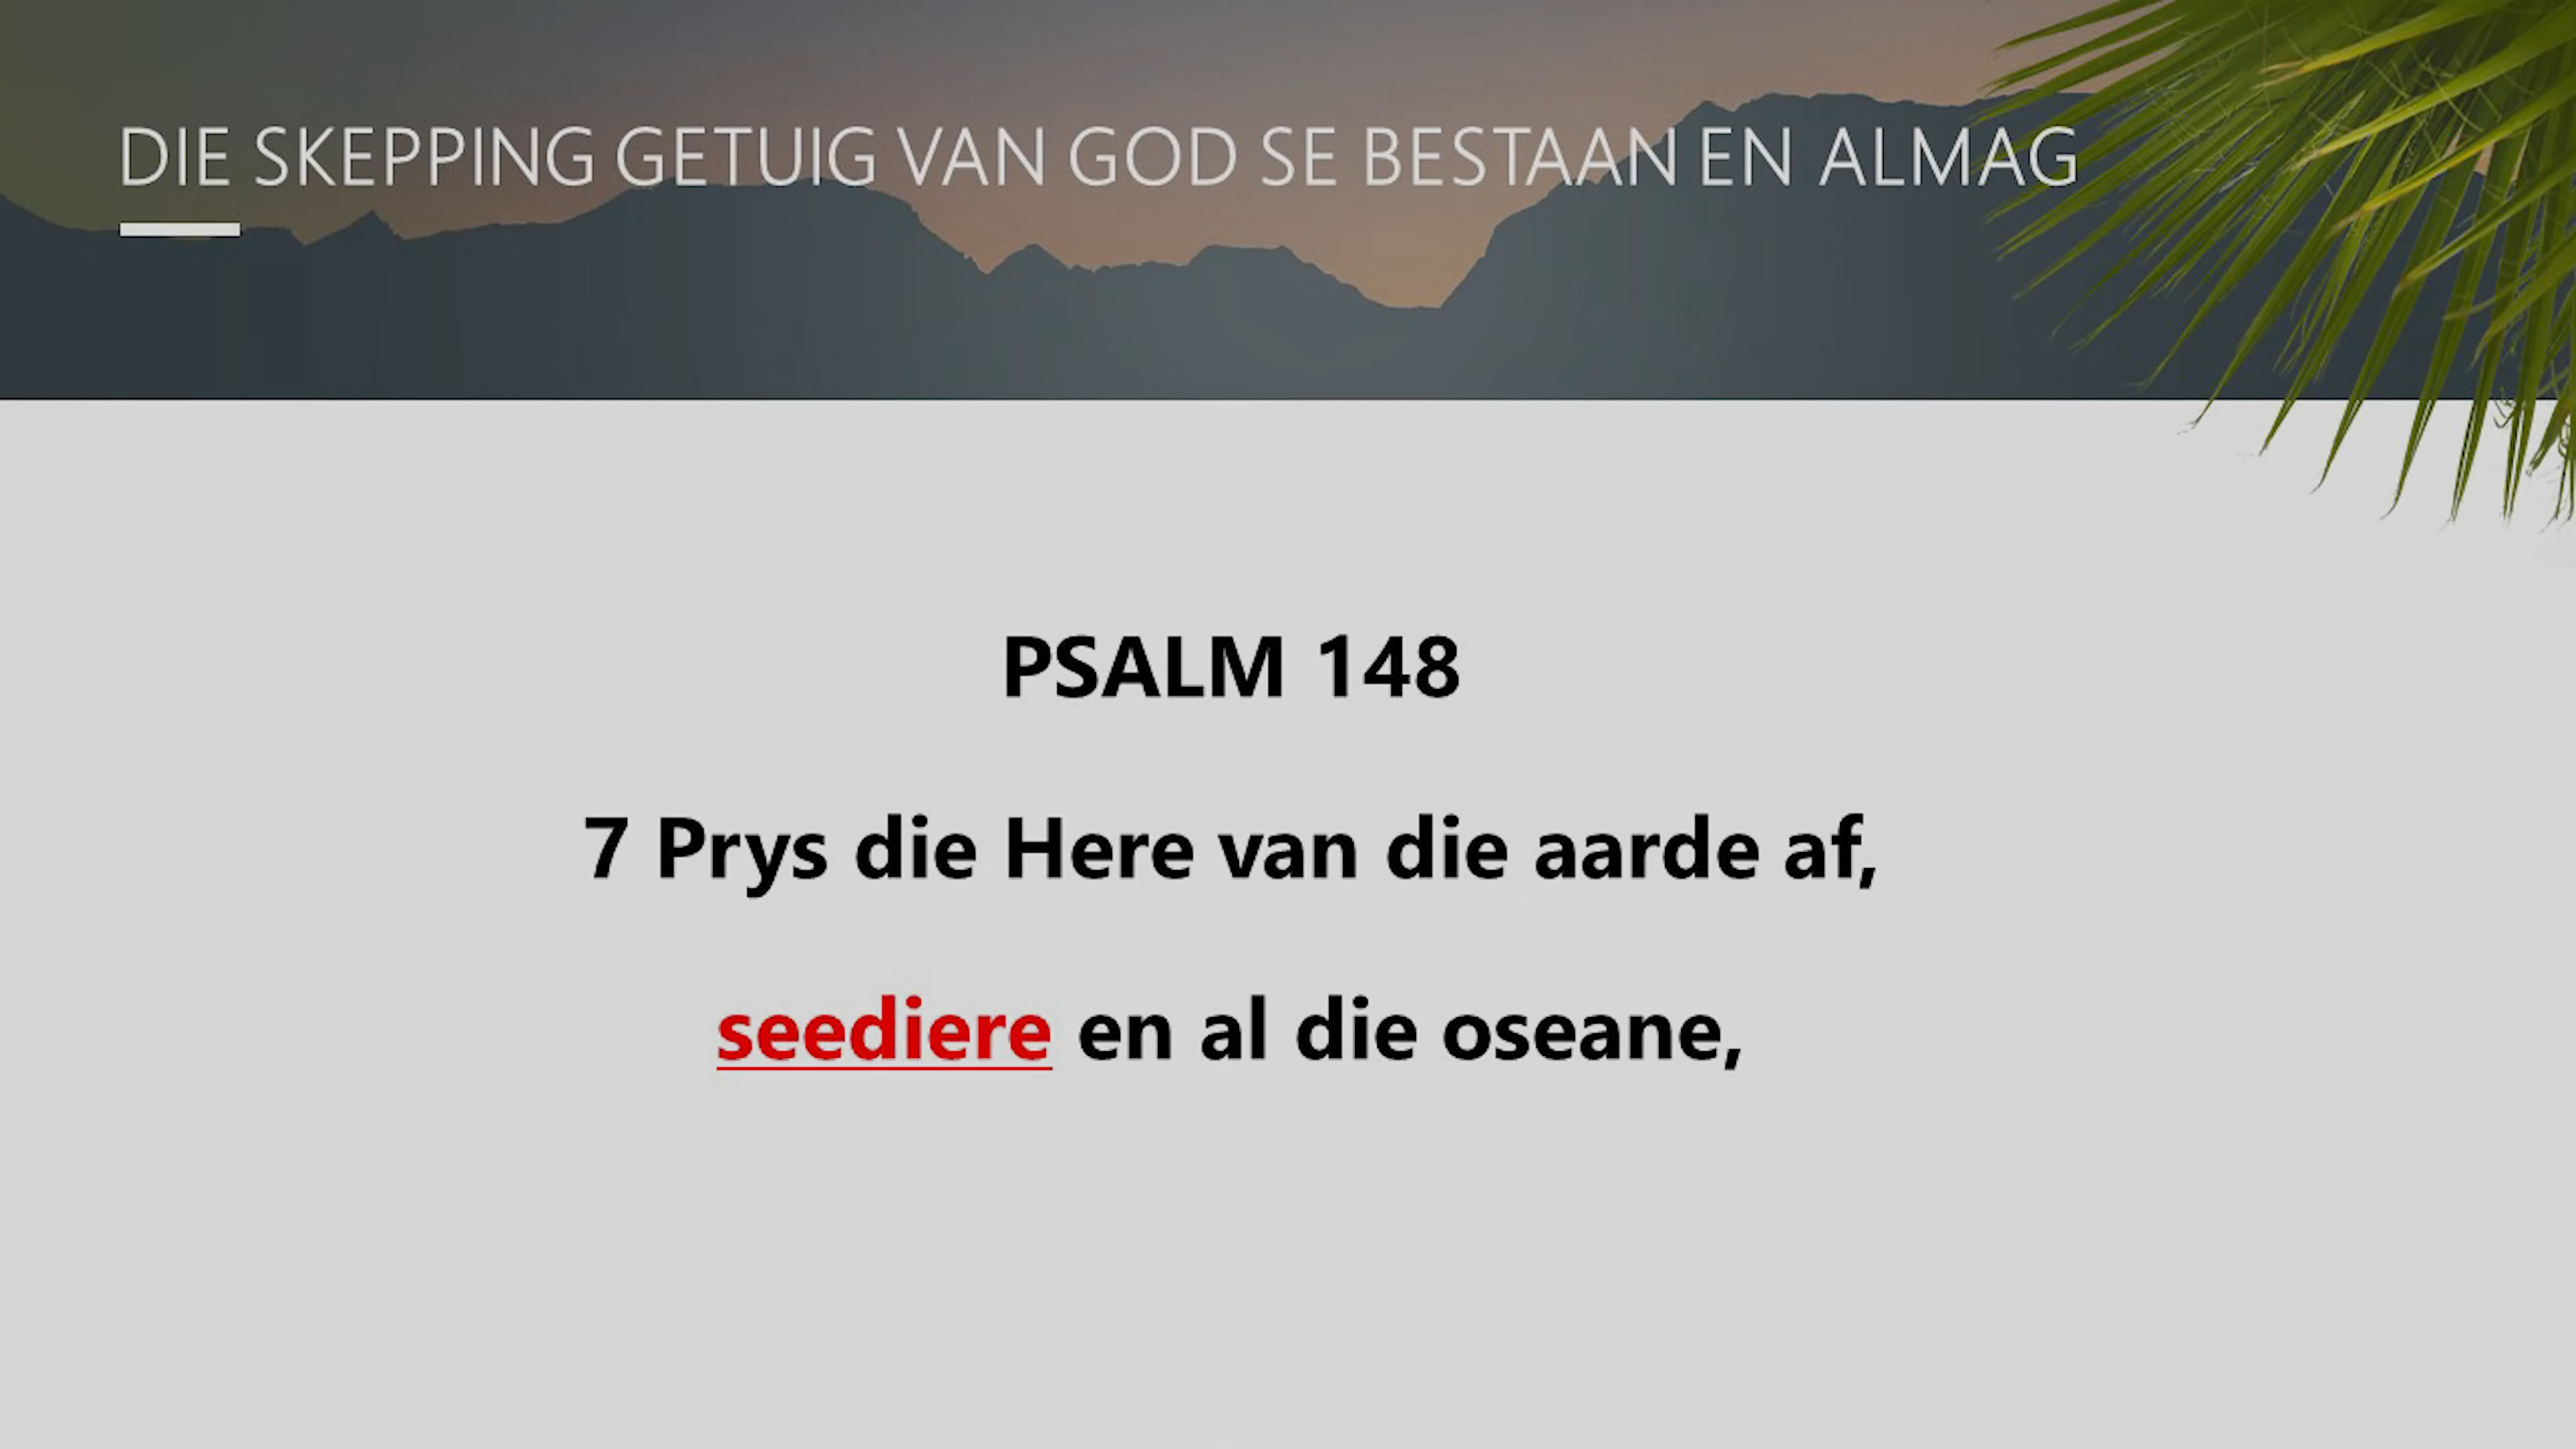 DIE SKEPPING GETUIG VAN GOD SE BESTAAN EN ALMAG
PSALM 148
7 Prys die Here van die aarde af,
seediere en al die oseane,